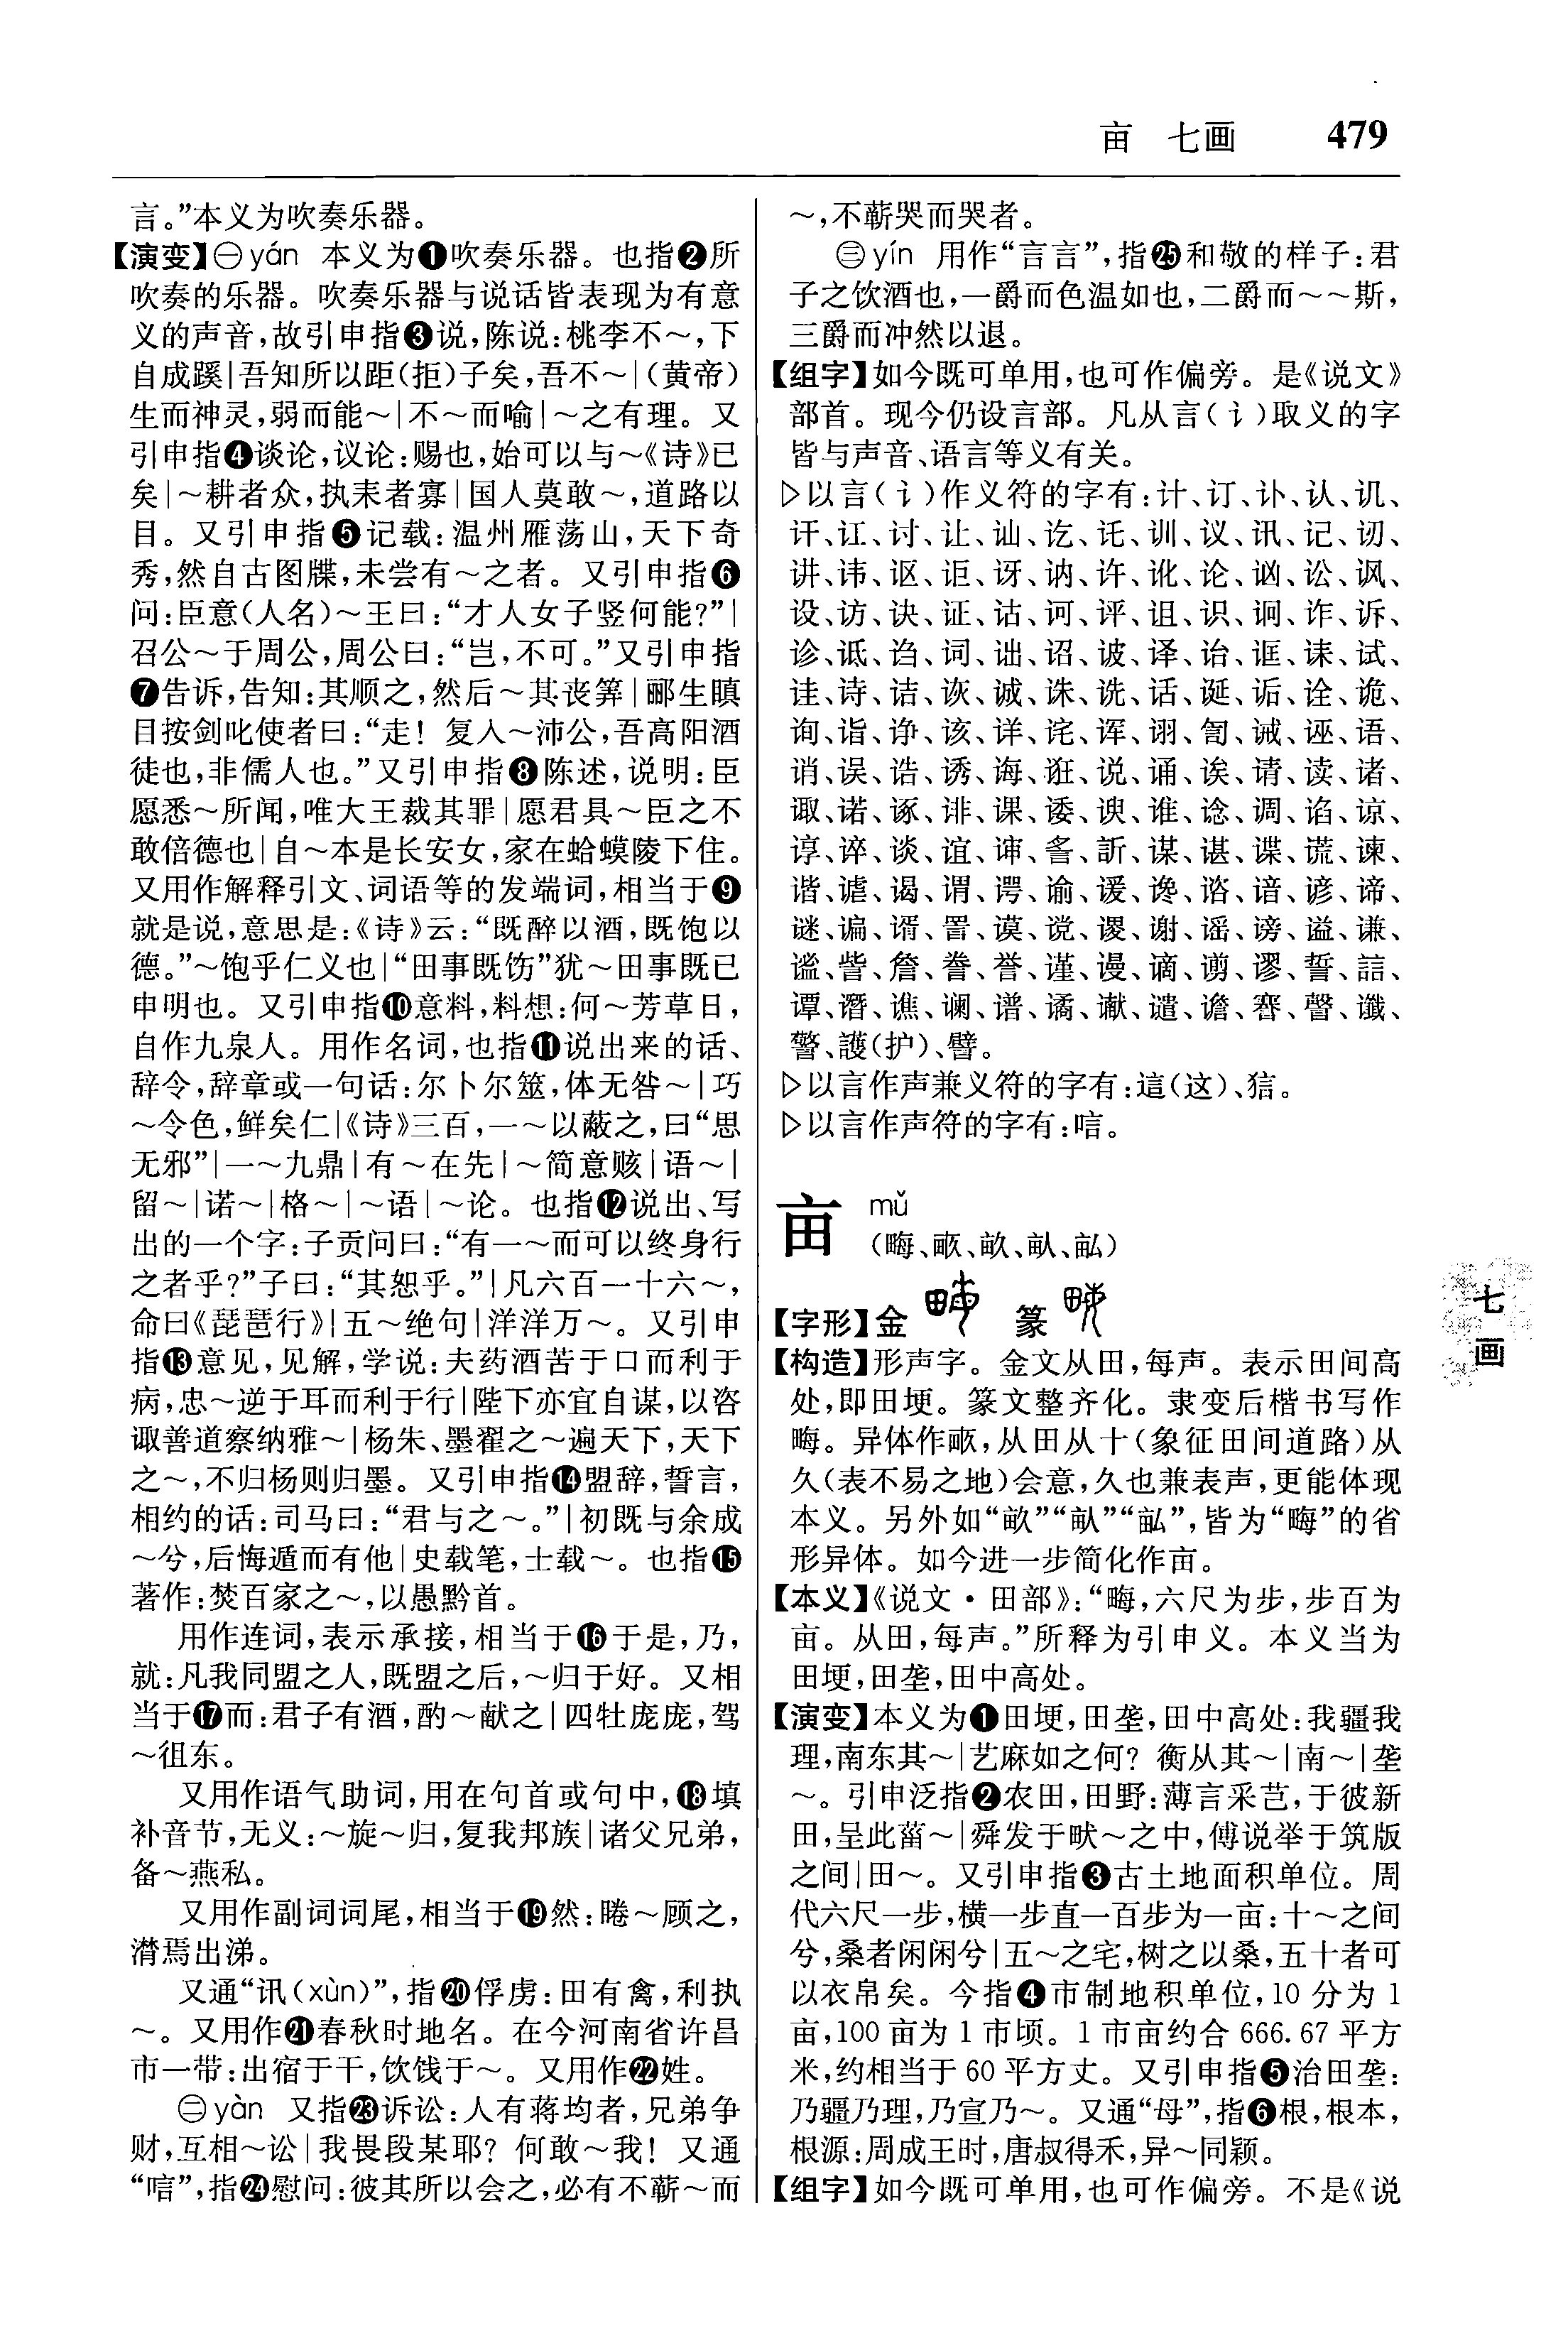 亩 七画 479
言。”本义为吹奏乐器。
【演变】㊀yán 本义为❶吹奏乐器。也指❷所
吹奏的乐器。吹奏乐器与说话皆表现为有意
义的声音,故引申指❸说,陈说:桃李不～,下
自成蹊|吾知所以距(拒)子矣,吾不～|(黄帝)
生而神灵,弱而能～|不～而喻|～之有理。又
引申指❹谈论,议论:赐也,始可以与～《诗》已
矣|～耕者众,执耒者寡|国人莫敢～,道路以
目。又引申指❺记载:温州雁荡山,天下奇
秀,然自古图牒,未尝有～之者。又引申指❻
问:臣意(人名)～王曰:“才人女子竖何能?”|
召公～于周公,周公曰:“岂,不可。”又引申指
❼告诉,告知:其顺之,然后～其丧筭|郦生瞋
目按剑叱使者曰:“走！复入～沛公,吾高阳酒
徒也,非儒人也。”又引申指❽陈述,说明:臣
愿悉～所闻,唯大王裁其罪|愿君具～臣之不
敢倍德也|自～本是长安女,家在蛤蟆陵下住。
又用作解释引文、词语等的发端词,相当于❾
就是说,意思是:《诗》云:“既醉以酒,既饱以
德。”～饱乎仁义也|“田事既饬”犹～田事既已
申明也。又引申指❿意料,料想:何～芳草日,
自作九泉人。用作名词,也指⓫说出来的话、
辞令,辞章或一句话:尔卜尔筮,体无咎～|巧
～令色,鲜矣仁|《诗》三百,一～以蔽之,曰“思
无邪”|一～九鼎|有～在先|～简意赅|语～|
留～|诺～|格～|～语|～论。也指⓬说出、写
出的一个字:子贡问曰:“有一～而可以终身行
之者乎?”子曰:“其恕乎。”|凡六百一十六～,
命曰《琵琶行》|五～绝句|洋洋万～。又引申
指⓭意见,见解,学说:夫药酒苦于口而利于
病,忠～逆于耳而利于行|陛下亦宜自谋,以咨
诹善道察纳雅～|杨朱、墨翟之～遍天下,天下
之～,不归杨则归墨。又引申指⓮盟辞,誓言,
相约的话:司马曰:“君与之～。”|初既与余成
～兮,后悔遁而有他|史载笔,士载～。也指⓯
著作:焚百家之～,以愚黔首。
用作连词,表示承接,相当于⓰于是,乃,
就:凡我同盟之人,既盟之后,～归于好。又相
当于⓱而:君子有酒,酌～献之|四牡庞庞,驾
～徂东。
又用作语气助词,用在句首或句中,⓲填
补音节,无义:～旋～归,复我邦族|诸父兄弟,
备～燕私。
又用作副词词尾,相当于⓳然:睠～顾之,
潸焉出涕。
又通“讯(xùn)”,指⓴俘虏:田有禽,利执
～。又用作㉑春秋时地名。在今河南省许昌
市一带:出宿于干,饮饯于～。又用作㉒姓。
㊁yàn 又指㉓诉讼:人有蒋均者,兄弟争
财,互相～讼|我畏段某耶?何敢～我！又通
“唁”,指㉔慰问:彼其所以会之,必有不蕲～而
～,不蕲哭而哭者。
㊂yín 用作“言言”,指㉕和敬的样子:君
子之饮酒也,一爵而色温如也,二爵而～～斯,
三爵而冲然以退。
【组字】如今既可单用,也可作偏旁。是《说文》
部首。现今仍设言部。凡从言(讠)取义的字
皆与声音、语言等义有关。
▷以言(讠)作义符的字有:计、订、讣、认、讥、
讦、讧、讨、让、讪、讫、托、训、议、讯、记、讱、
讲、讳、讴、讵、讶、讷、许、讹、论、讻、讼、讽、
设、访、诀、证、诂、诃、评、诅、识、诇、诈、诉、
诊、诋、诌、词、诎、诏、诐、译、诒、诓、诔、试、
诖、诗、诘、诙、诚、诛、诜、话、诞、诟、诠、诡、
询、诣、诤、该、详、诧、诨、诩、訇、诫、诬、语、
诮、误、诰、诱、诲、诳、说、诵、诶、请、读、诸、
诹、诺、诼、诽、课、诿、谀、谁、谂、调、谄、谅、
谆、谇、谈、谊、谉、訾、訢、谋、谌、谍、谎、谏、
谐、谑、谒、谓、谔、谕、谖、谗、谘、谙、谚、谛、
谜、谝、谞、詈、谟、谠、谡、谢、谣、谤、谥、谦、
谧、訾、詹、誊、誉、谨、谩、谪、谫、谬、誓、譶、
谭、谮、谯、谰、谱、谲、谳、谴、谵、謇、謦、谶、
警、護(护)、譬。
▷以言作声兼义符的字有:這(这)、狺。
▷以言作声符的字有:唁。
亩 mǔ
(畮、畞、畝、畒、畆)
【字形】金 篆
【构造】形声字。金文从田,每声。表示田间高
处,即田埂。篆文整齐化。隶变后楷书写作
畮。异体作畞,从田从十(象征田间道路)从
久(表不易之地)会意,久也兼表声,更能体现
本义。另外如“畝”“畒”“畆”,皆为“畮”的省
形异体。如今进一步简化作亩。
【本义】《说文·田部》:“畮,六尺为步,步百为
亩。从田,每声。”所释为引申义。本义当为
田埂,田垄,田中高处。
【演变】本义为❶田埂,田垄,田中高处:我疆我
理,南东其～|艺麻如之何?衡从其～|南～|垄
～。引申泛指❷农田,田野:薄言采芑,于彼新
田,呈此菑～|舜发于畎～之中,傅说举于筑版
之间|田～。又引申指❸古土地面积单位。周
代六尺一步,横一步直一百步为一亩:十～之间
兮,桑者闲闲兮|五～之宅,树之以桑,五十者可
以衣帛矣。今指❹市制地积单位,10分为1
亩,100亩为1市顷。1市亩约合666.67平方
米,约相当于60平方丈。又引申指❺治田垄:
乃疆乃理,乃宣乃～。又通“母”,指❻根,根本,
根源:周成王时,唐叔得禾,异～同颖。
【组字】如今既可单用,也可作偏旁。不是《说
七画